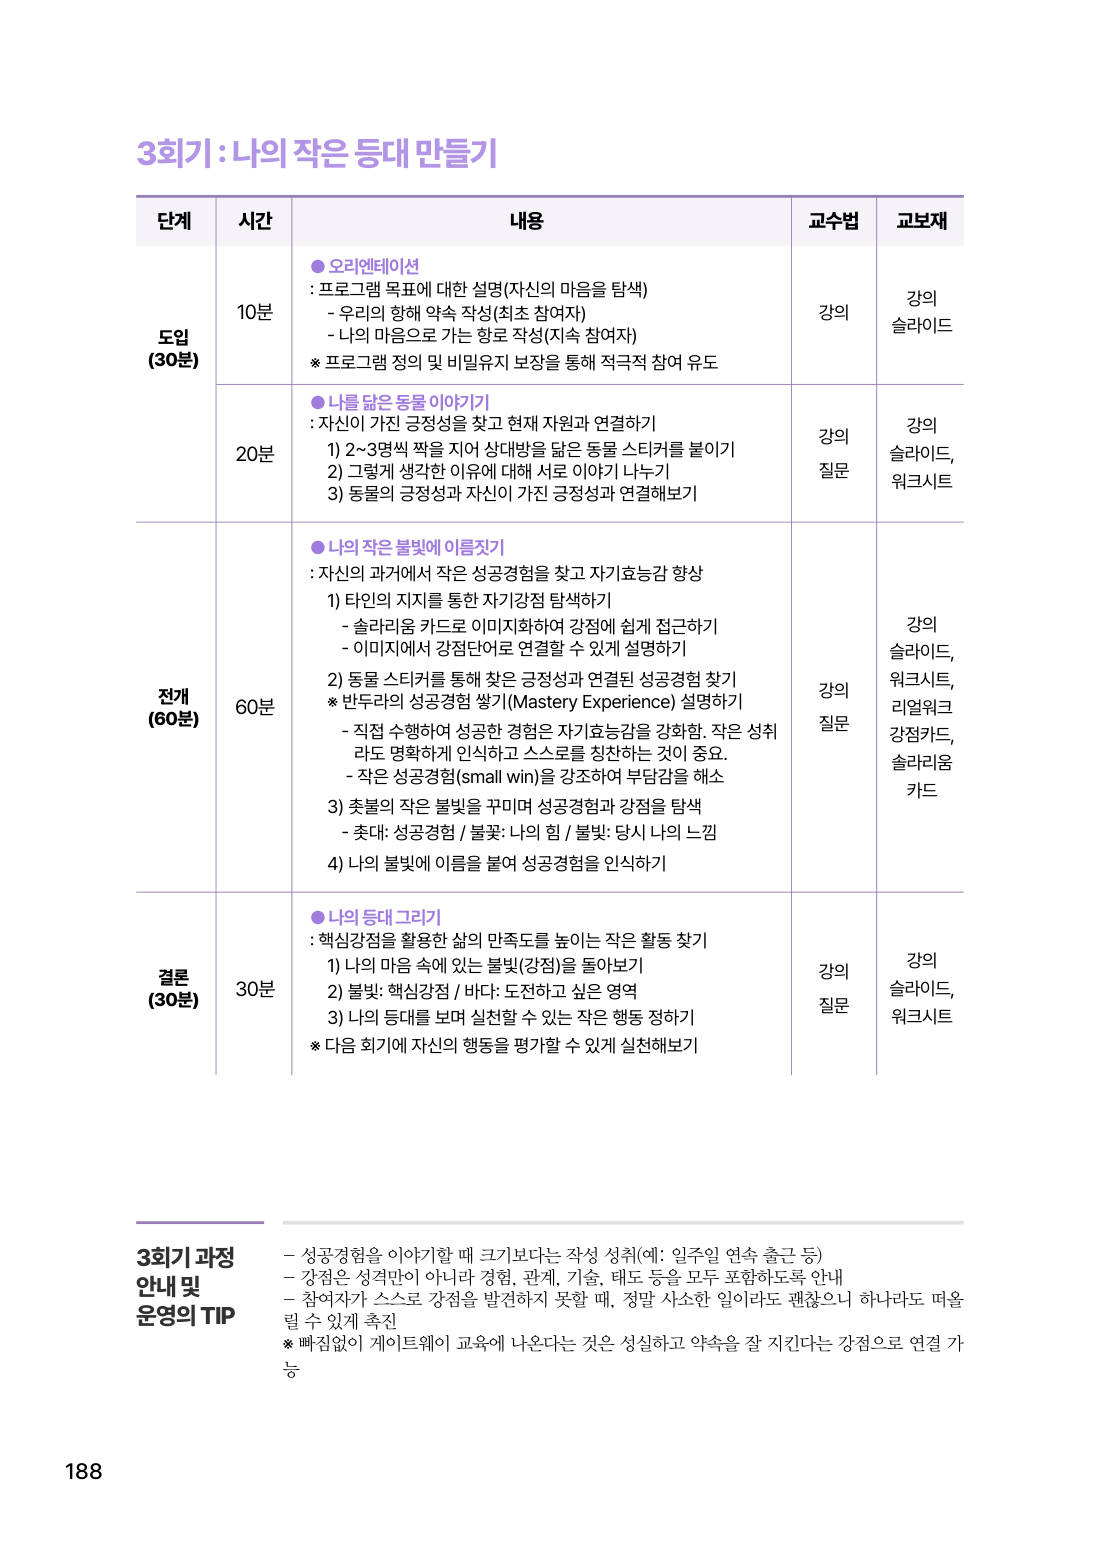 3회기 : 나의 작은 등대 만들기
단계 시간 내용 교수법 교보재
도입
(30분)
10분
● 오리엔테이션
: 프로그램 목표에 대한 설명(자신의 마음을 탐색)
- 우리의 항해 약속 작성(최초 참여자)
- 나의 마음으로 가는 항로 작성(지속 참여자)
※ 프로그램 정의 및 비밀유지 보장을 통해 적극적 참여 유도
강의
강의
슬라이드
20분
● 나를 닮은 동물 이야기기
: 자신이 가진 긍정성을 찾고 현재 자원과 연결하기
1) 2~3명씩 짝을 지어 상대방을 닮은 동물 스티커를 붙이기
2) 그렇게 생각한 이유에 대해 서로 이야기 나누기
3) 동물의 긍정성과 자신이 가진 긍정성과 연결해보기
강의
질문
강의
슬라이드,
워크시트
전개
(60분)
60분
● 나의 작은 불빛에 이름짓기
: 자신의 과거에서 작은 성공경험을 찾고 자기효능감 향상
1) 타인의 지지를 통한 자기강점 탐색하기
- 솔라리움 카드로 이미지화하여 강점에 쉽게 접근하기
- 이미지에서 강점단어로 연결할 수 있게 설명하기
2) 동물 스티커를 통해 찾은 긍정성과 연결된 성공경험 찾기
※ 반두라의 성공경험 쌓기(Mastery Experience) 설명하기
- 직접 수행하여 성공한 경험은 자기효능감을 강화함. 작은 성취
라도 명확하게 인식하고 스스로를 칭찬하는 것이 중요.
- 작은 성공경험(small win)을 강조하여 부담감을 해소
3) 촛불의 작은 불빛을 꾸미며 성공경험과 강점을 탐색
- 촛대: 성공경험 / 불꽃: 나의 힘 / 불빛: 당시 나의 느낌
4) 나의 불빛에 이름을 붙여 성공경험을 인식하기
강의
질문
강의
슬라이드,
워크시트,
리얼워크
강점카드,
솔라리움
카드
결론
(30분)
30분
● 나의 등대 그리기
: 핵심강점을 활용한 삶의 만족도를 높이는 작은 활동 찾기
1) 나의 마음 속에 있는 불빛(강점)을 돌아보기
2) 불빛: 핵심강점 / 바다: 도전하고 싶은 영역
3) 나의 등대를 보며 실천할 수 있는 작은 행동 정하기
※ 다음 회기에 자신의 행동을 평가할 수 있게 실천해보기
강의
질문
강의
슬라이드,
워크시트
3회기 과정
안내 및
운영의 TIP
– 성공경험을 이야기할 때 크기보다는 작성 성취(예: 일주일 연속 출근 등)
– 강점은 성격만이 아니라 경험, 관계, 기술, 태도 등을 모두 포함하도록 안내
– 참여자가 스스로 강점을 발견하지 못할 때, 정말 사소한 일이라도 괜찮으니 하나라도 떠올
릴 수 있게 촉진
※ 빠짐없이 게이트웨이 교육에 나온다는 것은 성실하고 약속을 잘 지킨다는 강점으로 연결 가
능
188